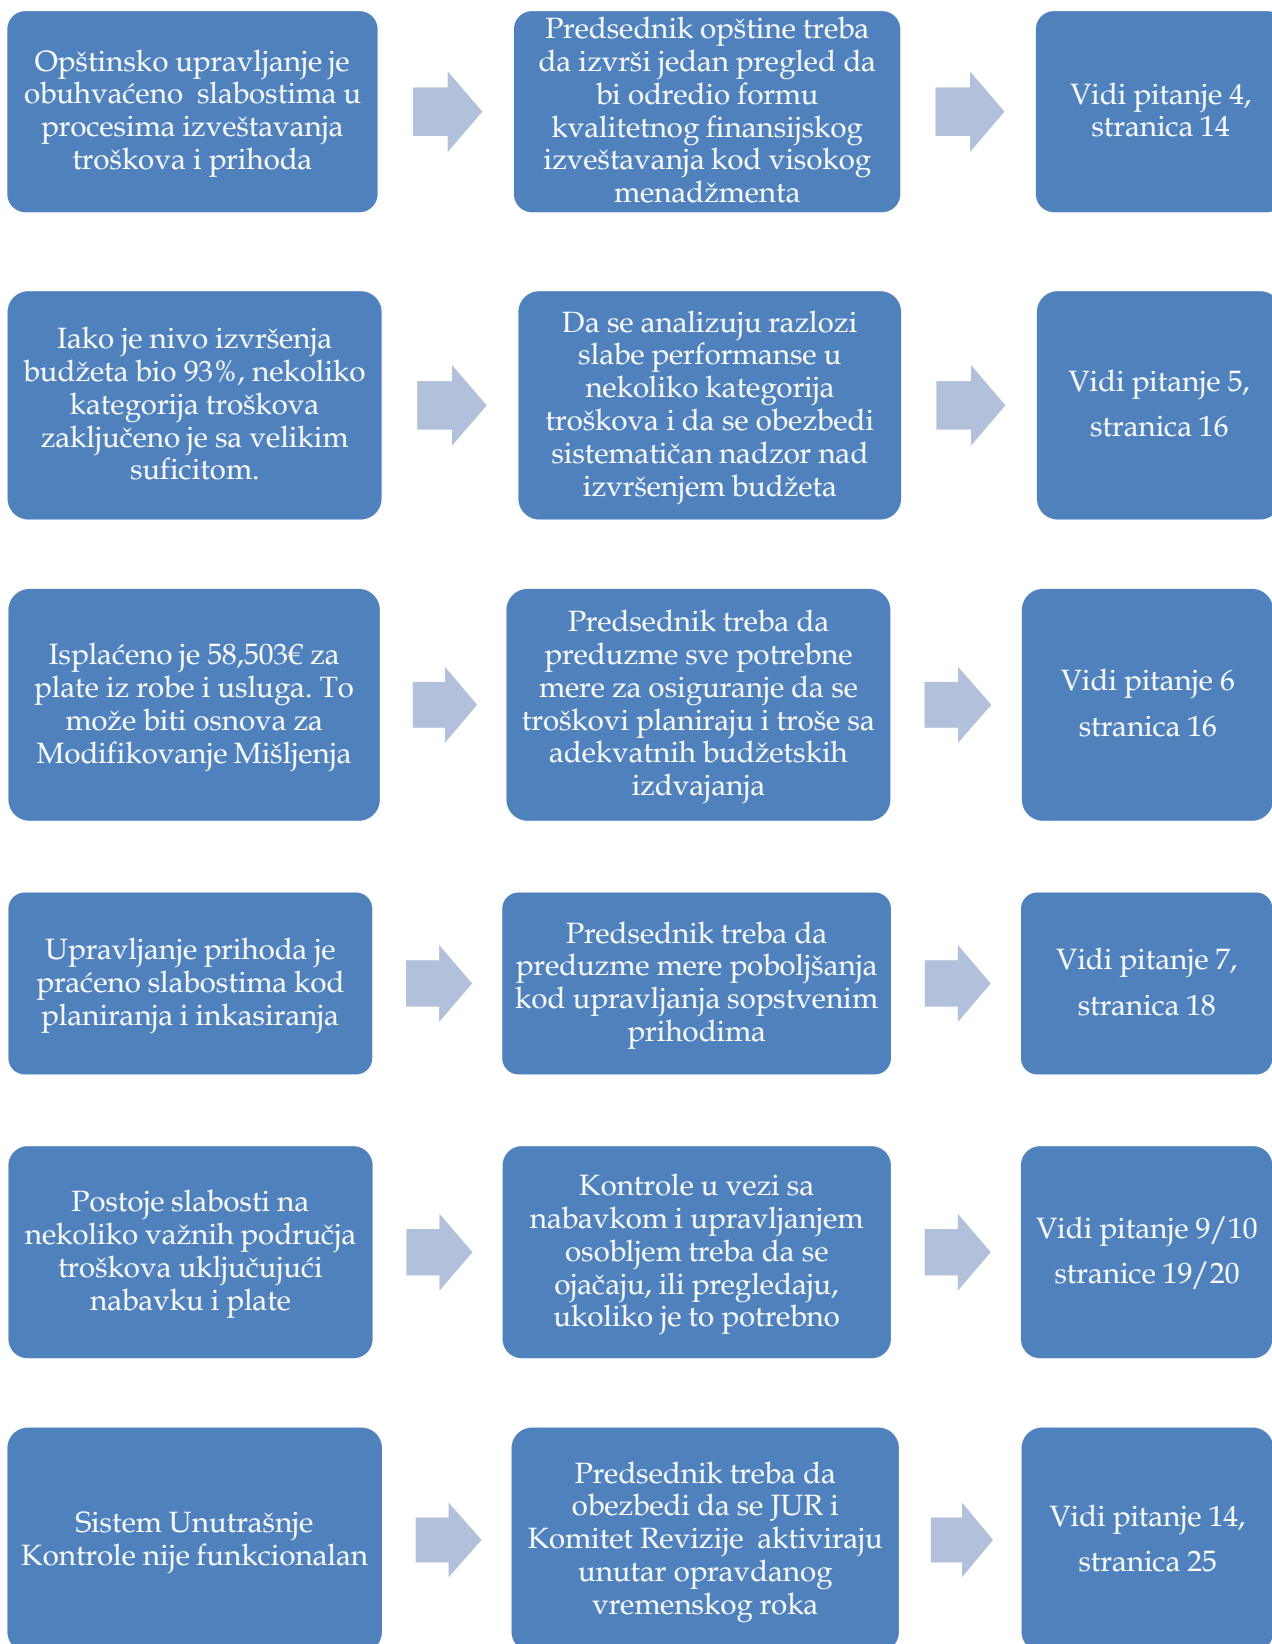 Opštinsko upravljanje je
obuhvaćeno slabostima u
procesima izveštavanja
troškova i prihoda
Predsednik opštine treba
da izvrši jedan pregled da
bi odredio formu
kvalitetnog finansijskog
izveštavanja kod visokog
menadžmenta
Vidi pitanje 4,
stranica 14
Iako je nivo izvršenja
budžeta bio 93%, nekoliko
kategorija troškova
zaključeno je sa velikim
suficitom.
Da se analizuju razlozi
slabe performanse u
nekoliko kategorija
troškova i da se obezbedi
sistematičan nadzor nad
izvršenjem budžeta
Vidi pitanje 5,
stranica 16
Isplaćeno je 58,503€ za
plate iz robe i usluga. To
može biti osnova za
Modifikovanje Mišljenja
Predsednik treba da
preduzme sve potrebne
mere za osiguranje da se
troškovi planiraju i troše sa
adekvatnih budžetskih
izdvajanja
Vidi pitanje 6
stranica 16
Upravljanje prihoda je
praćeno slabostima kod
planiranja i inkasiranja
Predsednik treba da
preduzme mere poboljšanja
kod upravljanja sopstvenim
prihodima
Vidi pitanje 7,
stranica 18
Postoje slabosti na
nekoliko važnih područja
troškova uključujući
nabavku i plate
Kontrole u vezi sa
nabavkom i upravljanjem
osobljem treba da se
ojačaju, ili pregledaju,
ukoliko je to potrebno
Vidi pitanje 9/10
stranice 19/20
Sistem Unutrašnje
Kontrole nije funkcionalan
Predsednik treba da
obezbedi da se JUR i
Komitet Revizije aktiviraju
unutar opravdanog
vremenskog roka
Vidi pitanje 14,
stranica 25